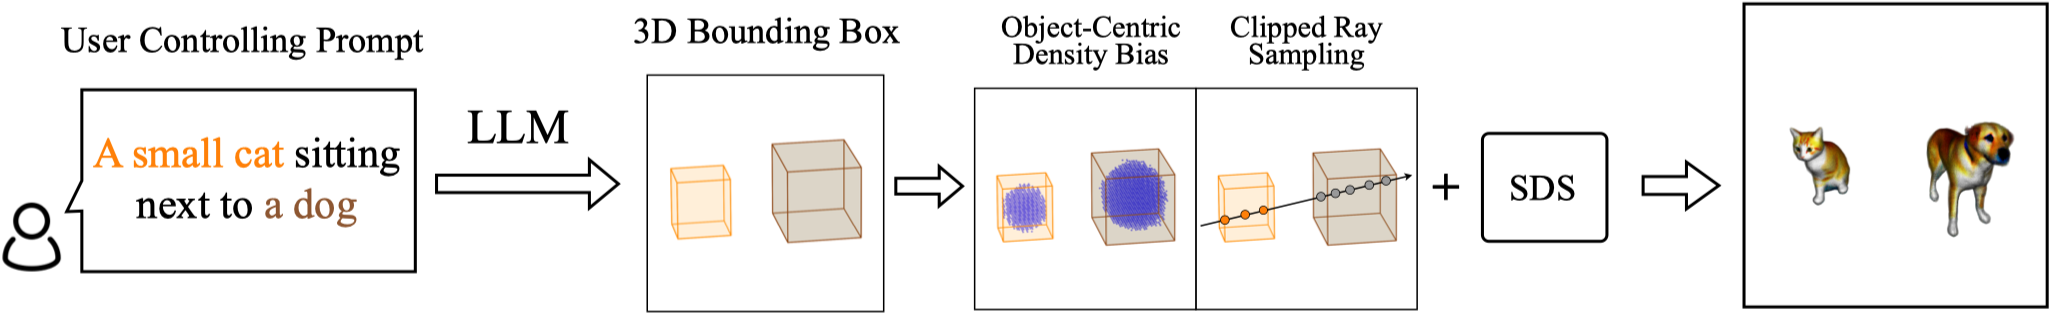 User Controlling Prompt
A small cat sitting
next to a dog
LLM
3D Bounding Box
Object-Centric
Density Bias
Clipped Ray
Sampling
+
SDS